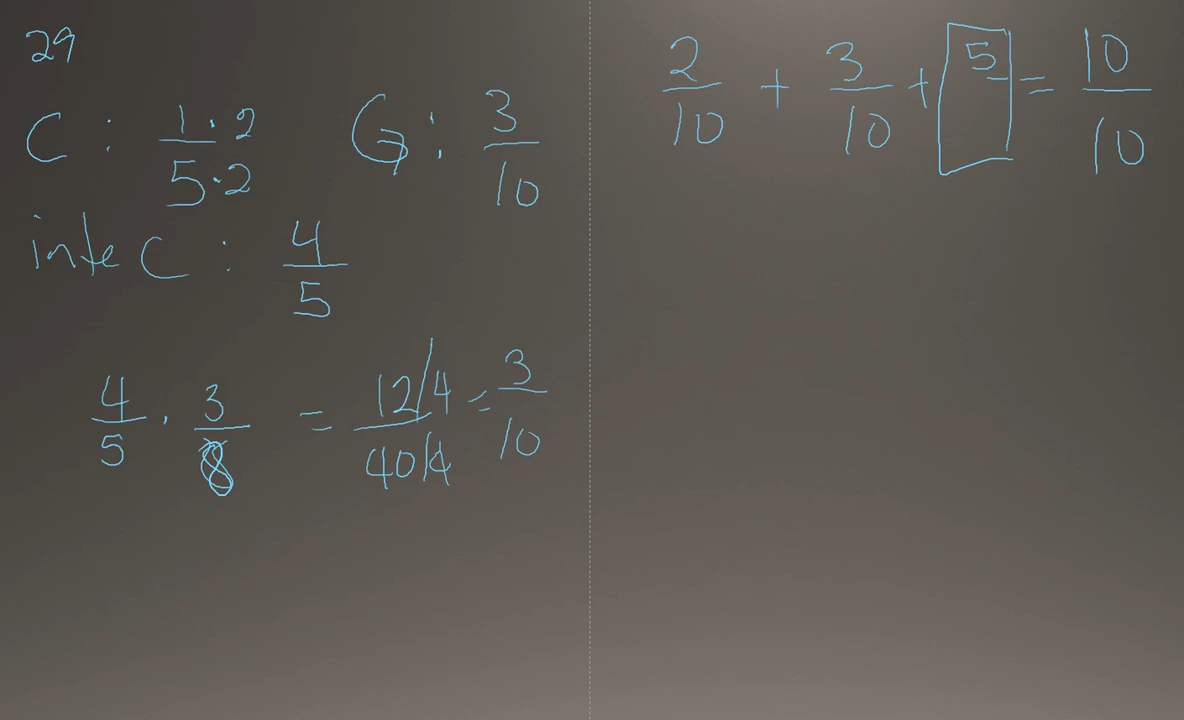 29
C : 1·2/5·2 G : 3/10
inte C : 4/5
4/5 · 3/8 = 12/4 / 40/4 = 3/10
2/10 + 3/10 + 5 = 10/10